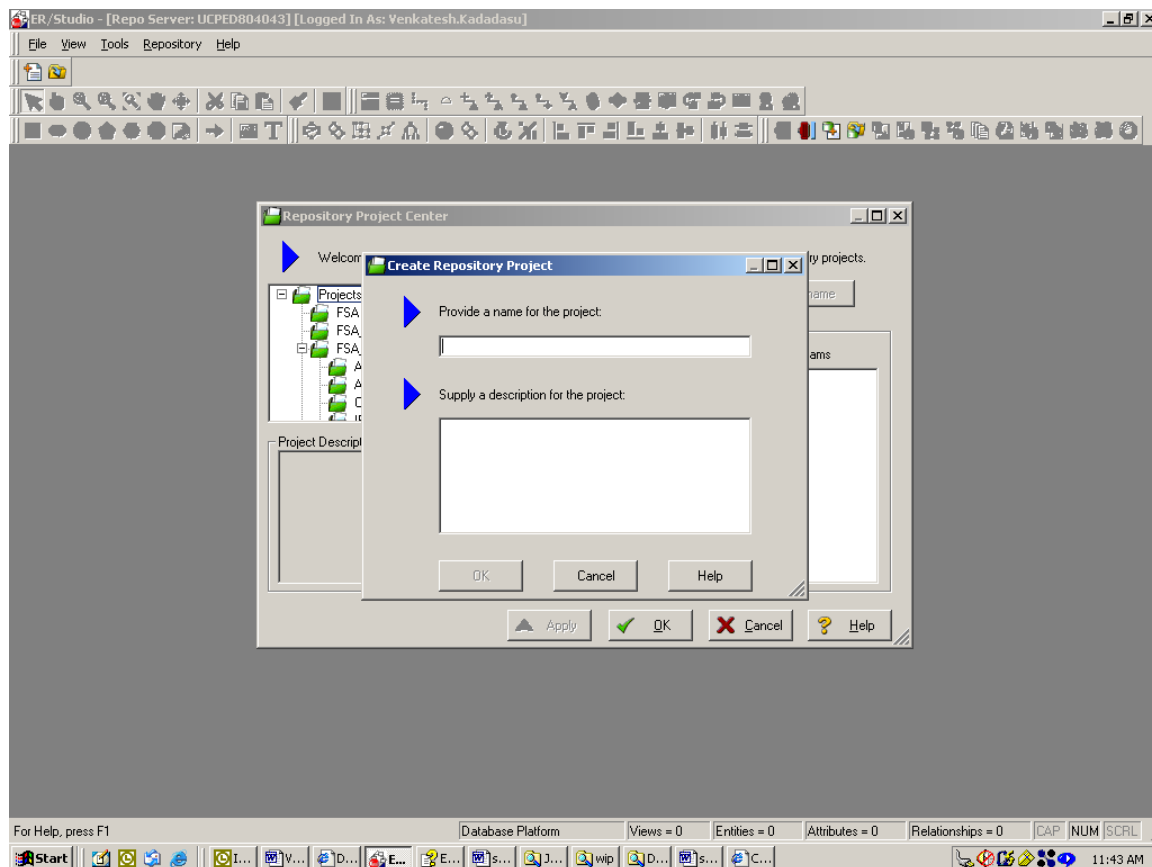 ER/Studio - [Repo Server: UCPED804043] [Logged In As: Venkatesh.Kadadasu]
File View Tools Repository Help
Repository Project Center
Welcom
ry projects.
Create Repository Project
Projects
name
FSA
FSA_
FSA_
A
A
C
Provide a name for the project:
ams
Supply a description for the project:
Project Descript
OK Cancel Help
Apply OK Cancel Help
For Help, press F1 Database Platform Views = 0 Entities = 0 Attributes = 0 Relationships = 0 CAP NUM SCRL
Start I... V... D... E... E... s... J... wip D... s... C... 11:43 AM